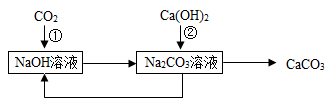 CO2 Ca(OH)2
① ②
NaOH溶液 Na2CO3溶液 CaCO3